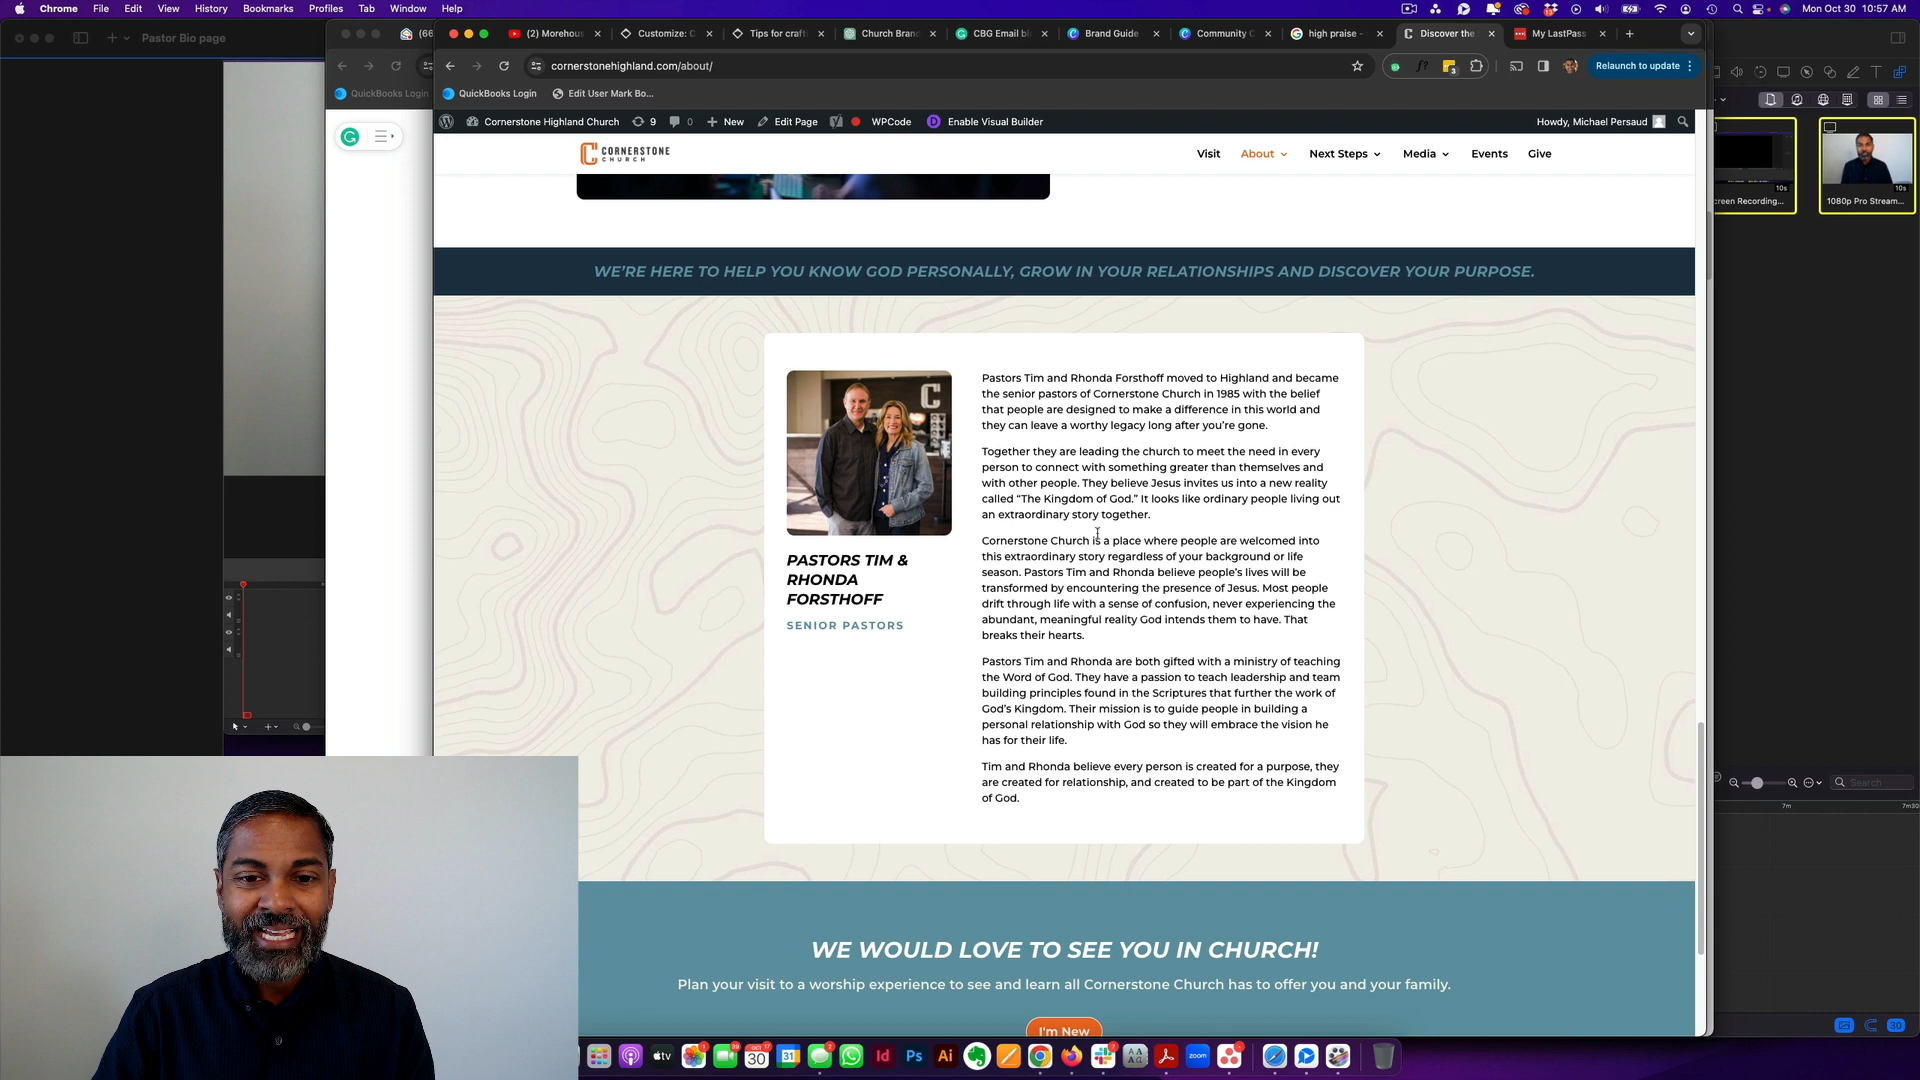 Chrome File Edit View History Bookmarks Profiles Tab Window Help
Mon Oct 30 10:57 AM
Pastor Bio page
(66
(2) Morehous
Customize: C
Tips for crafti
Church Bran
CBG Email bl
Brand Guide
Community C
high praise -
Discover the
My LastPass
cornerstonehighland.com/about/
Relaunch to update
QuickBooks Login
QuickBooks Login
Edit User Mark Bo...
Cornerstone Highland Church 9 0 New Edit Page WPCode Enable Visual Builder
Howdy, Michael Persaud
CORNERSTONE
CHURCH
Visit About Next Steps Media Events Give
WE'RE HERE TO HELP YOU KNOW GOD PERSONALLY, GROW IN YOUR RELATIONSHIPS AND DISCOVER YOUR PURPOSE.
PASTORS TIM &
RHONDA
FORSTHOFF
SENIOR PASTORS
Pastors Tim and Rhonda Forsthoff moved to Highland and became
the senior pastors of Cornerstone Church in 1985 with the belief
that people are designed to make a difference in this world and
they can leave a worthy legacy long after you're gone.
Together they are leading the church to meet the need in every
person to connect with something greater than themselves and
with other people. They believe Jesus invites us into a new reality
called “The Kingdom of God.” It looks like ordinary people living out
an extraordinary story together.
Cornerstone Church is a place where people are welcomed into
this extraordinary story regardless of your background or life
season. Pastors Tim and Rhonda believe people's lives will be
transformed by encountering the presence of Jesus. Most people
drift through life with a sense of confusion, never experiencing the
abundant, meaningful reality God intends them to have. That
breaks their hearts.
Pastors Tim and Rhonda are both gifted with a ministry of teaching
the Word of God. They have a passion to teach leadership and team
building principles found in the Scriptures that further the work of
God's Kingdom. Their mission is to guide people in building a
personal relationship with God so they will embrace the vision he
has for their life.
Tim and Rhonda believe every person is created for a purpose, they
are created for relationship, and created to be part of the Kingdom
of God.
WE WOULD LOVE TO SEE YOU IN CHURCH!
Plan your visit to a worship experience to see and learn all Cornerstone Church has to offer you and your family.
I'm New
10s
10s
creen Recording...
1080p Pro Stream...
Search
7m
7m30
30
tv
OCT
30
31
Id
Ps
Ai
zoom